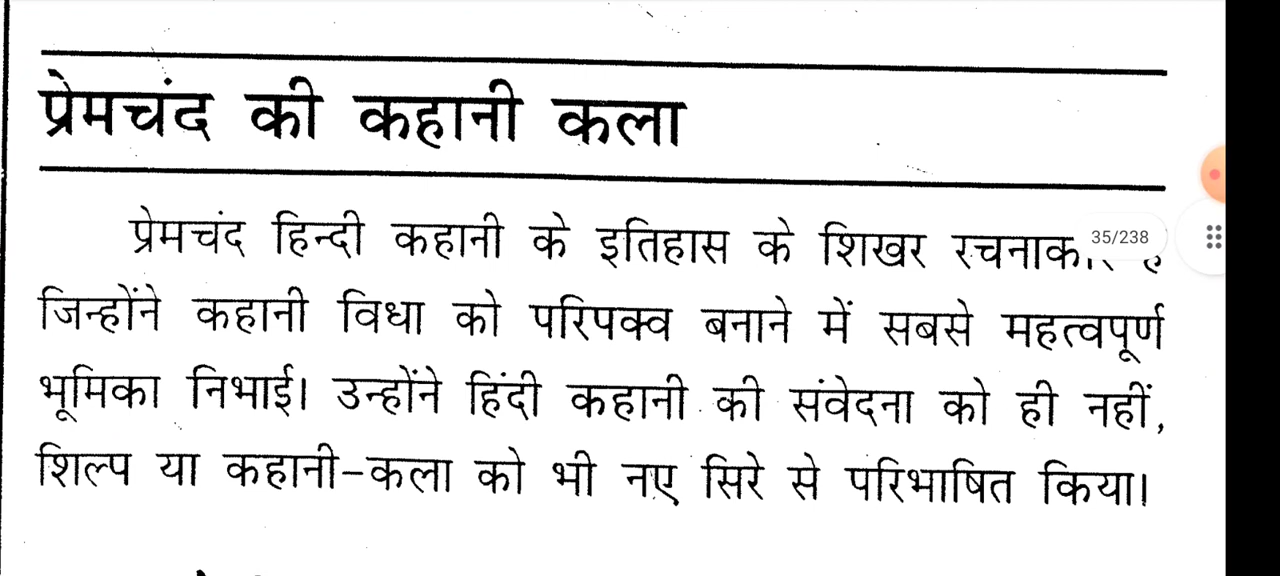 प्रेमचंद की कहानी कला
प्रेमचंद हिन्दी कहानी के इतिहास के शिखर
35/238
जिन्होंने कहानी विधा को परिपक्व बनाने में सबसे महत्वपूर्ण
भूमिका निभाई। उन्होंने हिंदी कहानी की संवेदना को ही नहीं,
शिल्प या कहानी-कला को भी नए सिरे से परिभाषित किया।